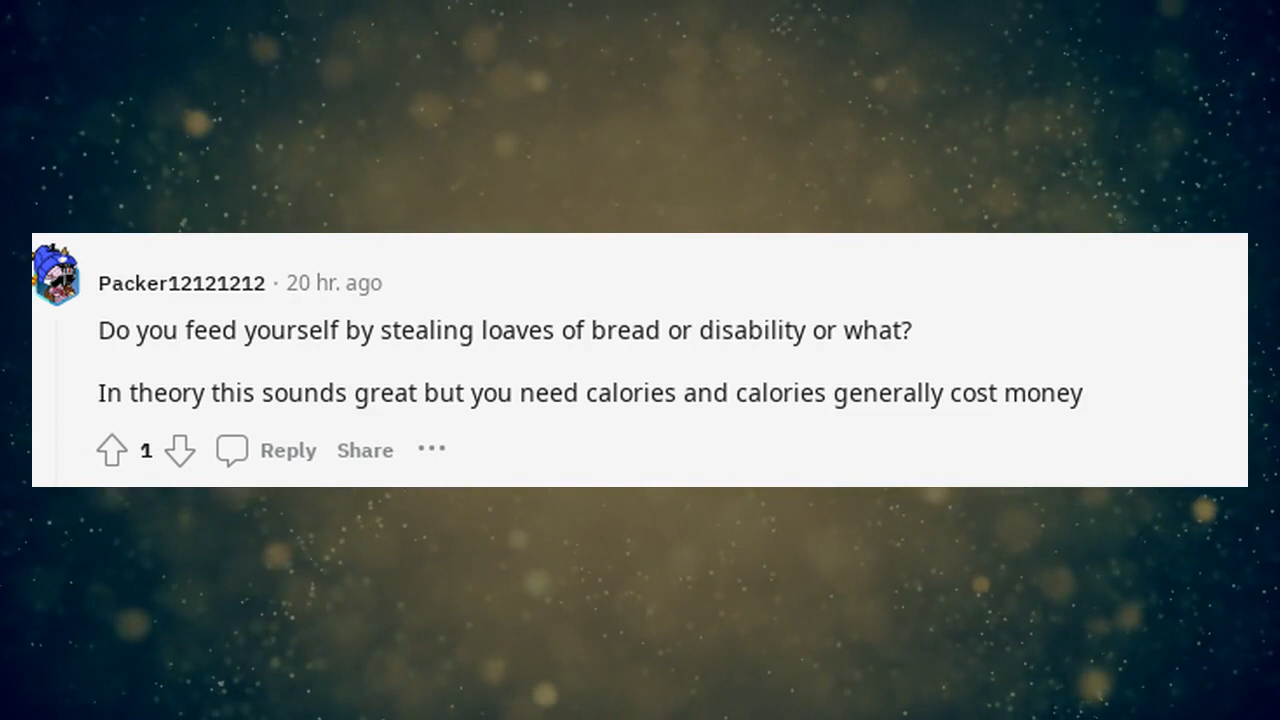 Packer12121212 · 20 hr. ago
Do you feed yourself by stealing loaves of bread or disability or what?
In theory this sounds great but you need calories and calories generally cost money
1 Reply Share ···